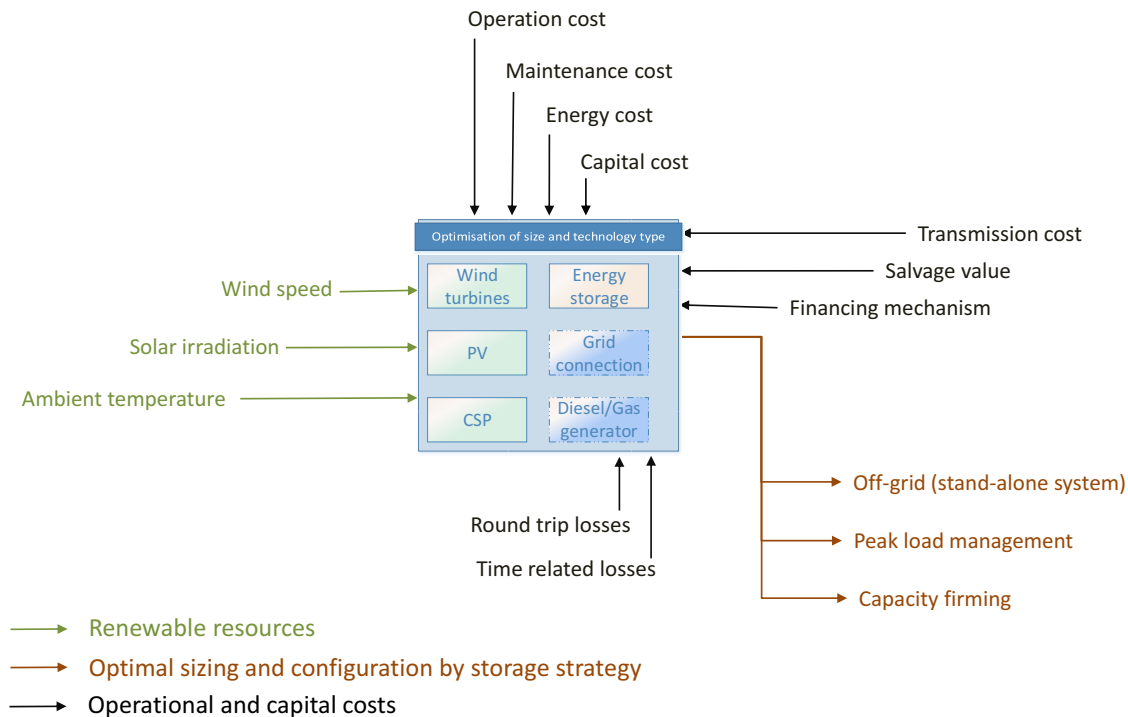 Operation cost
Maintenance cost
Energy cost
Capital cost
Optimisation of size and technology type
Transmission cost
Salvage value
Financing mechanism
Wind speed
Solar irradiation
Ambient temperature
Wind
turbines
Energy
storage
PV
Grid
connection
CSP
Diesel/Gas
generator
Round trip losses
Time related losses
Off-grid (stand-alone system)
Peak load management
Capacity firming
Renewable resources
Optimal sizing and configuration by storage strategy
Operational and capital costs